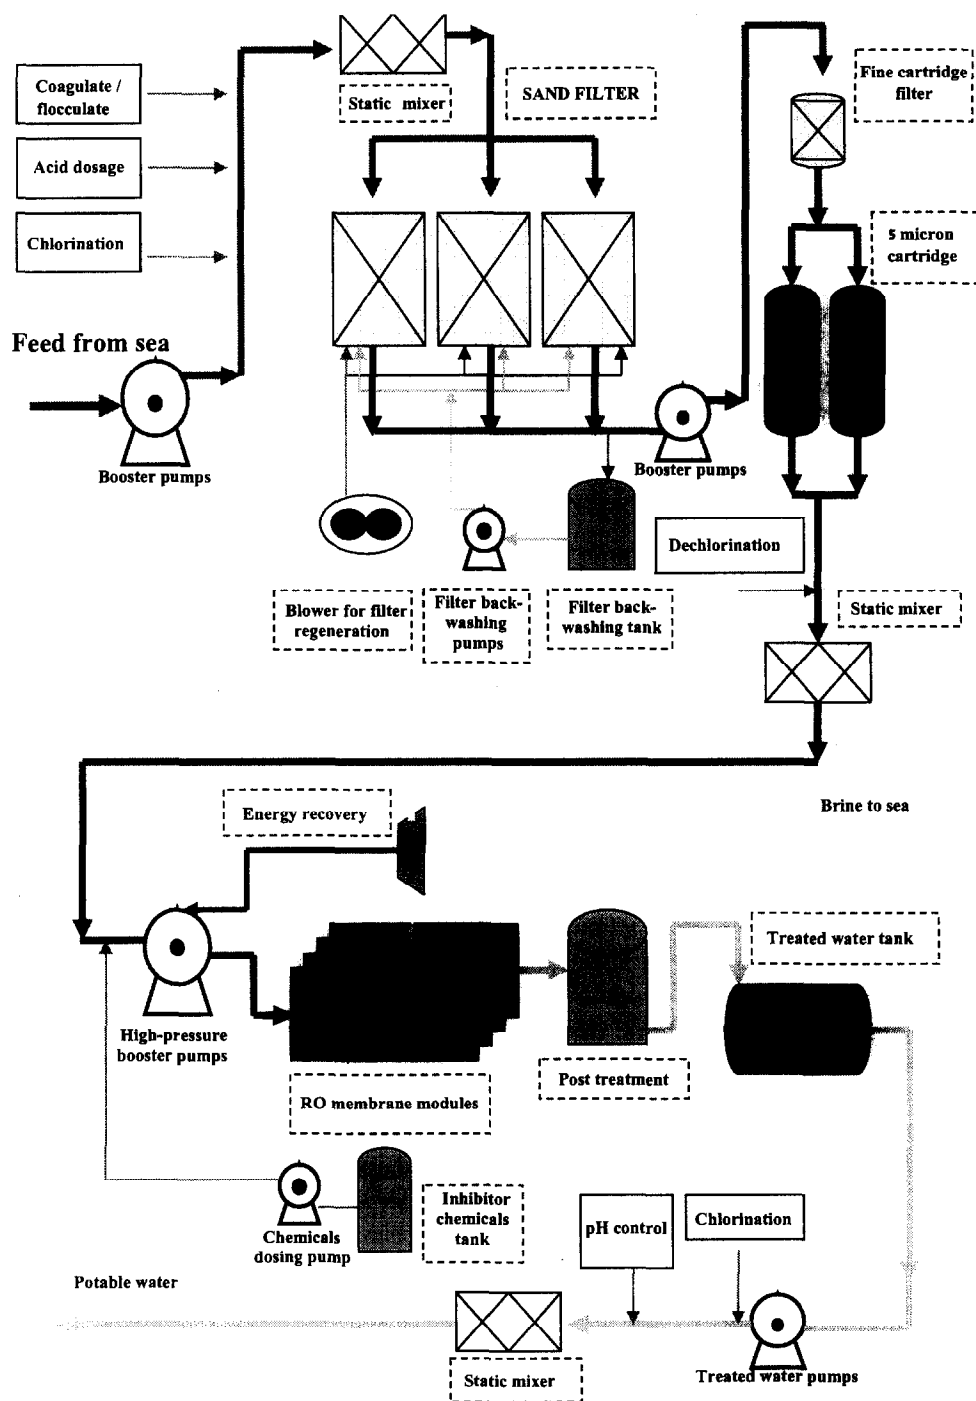 Coagulate /
flocculate
Acid dosage
Chlorination
Static mixer
SAND FILTER
Fine cartridge
filter
5 micron
cartridge
Feed from sea
Booster pumps
Booster pumps
Dechlorination
Blower for filter
regeneration
Filter back-
washing
pumps
Filter back-
washing tank
Static mixer
Brine to sea
Energy recovery
High-pressure
booster pumps
RO membrane modules
Post treatment
Treated water tank
Chemicals
dosing pump
Inhibitor
chemicals
tank
pH control
Chlorination
Potable water
Static mixer
Treated water pumps